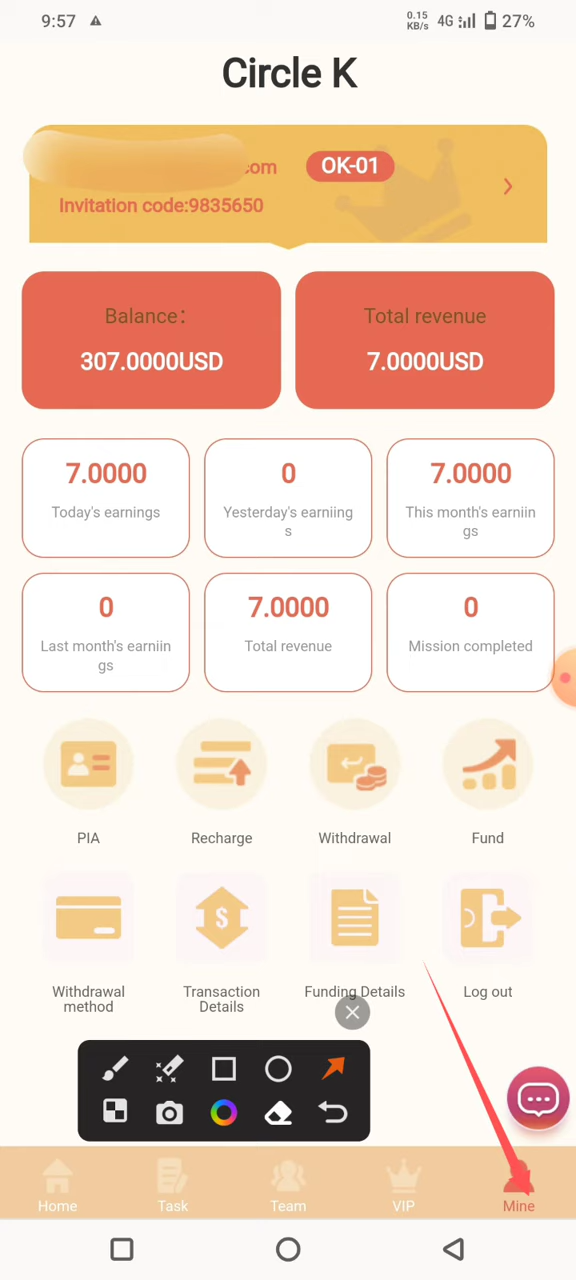 9:57
0.15
KB/s
4G
27%
Circle K
com
OK-01
Invitation code:9835650
Balance:
Total revenue
307.0000USD
7.0000USD
7.0000
0
7.0000
Today's earnings
Yesterday's earniing
s
This month's earniin
gs
0
7.0000
0
Last month's earniin
gs
Total revenue
Mission completed
PIA
Recharge
Withdrawal
Fund
Withdrawal
method
Transaction
Details
Funding Details
Log out
Home
Task
Team
VIP
Mine